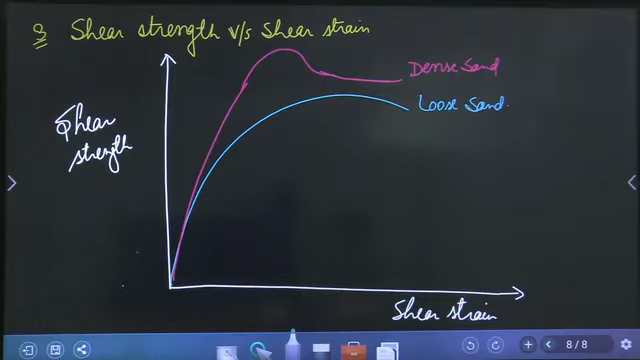 Q Shear strength v/s Shear strain
Dense Sand
Loose Sand
Shear
strength
Shear strain
8/8